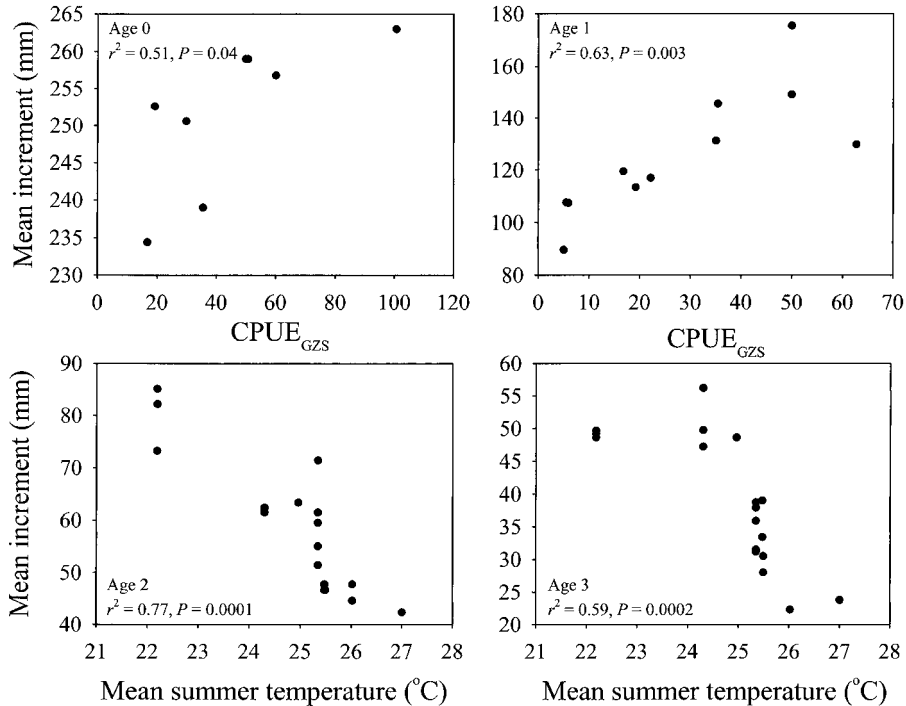 Mean increment (mm)
265
260
255
250
245
240
235
230
Age 0
r² = 0.51, P = 0.04
0 20 40 60 80 100 120
CPUE_GZS
180
160
140
120
100
80
Age 1
r² = 0.63, P = 0.003
0 10 20 30 40 50 60 70
CPUE_GZS
Mean increment (mm)
90
80
70
60
50
40
Age 2
r² = 0.77, P = 0.0001
21 22 23 24 25 26 27 28
Mean summer temperature (°C)
60
55
50
45
40
35
30
25
20
Age 3
r² = 0.59, P = 0.0002
21 22 23 24 25 26 27 28
Mean summer temperature (°C)